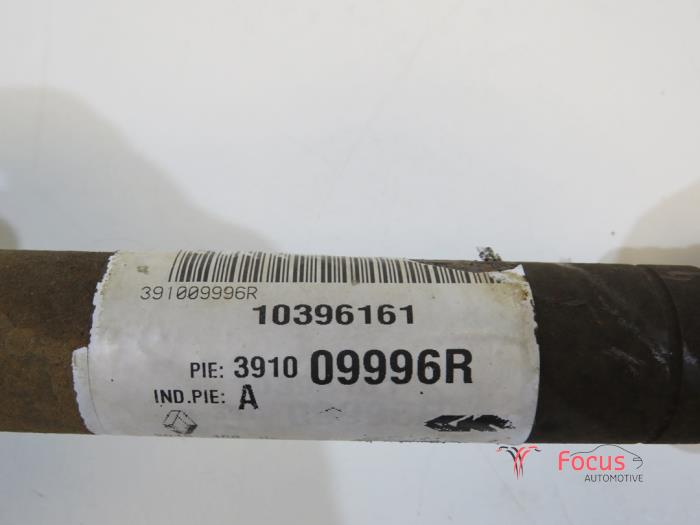 391009996R
10396161
PIE: 3910 09996R
IND.PIE: A
Focus
AUTOMOTIVE